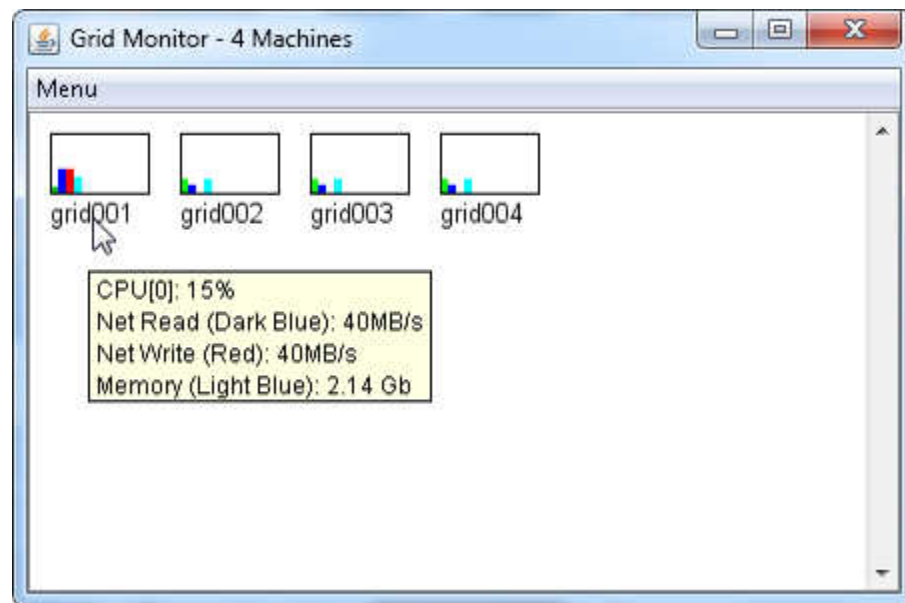 Grid Monitor - 4 Machines
Menu
grid001 grid002 grid003 grid004
CPU[0]: 15%
Net Read (Dark Blue): 40MB/s
Net Write (Red): 40MB/s
Memory (Light Blue): 2.14 Gb